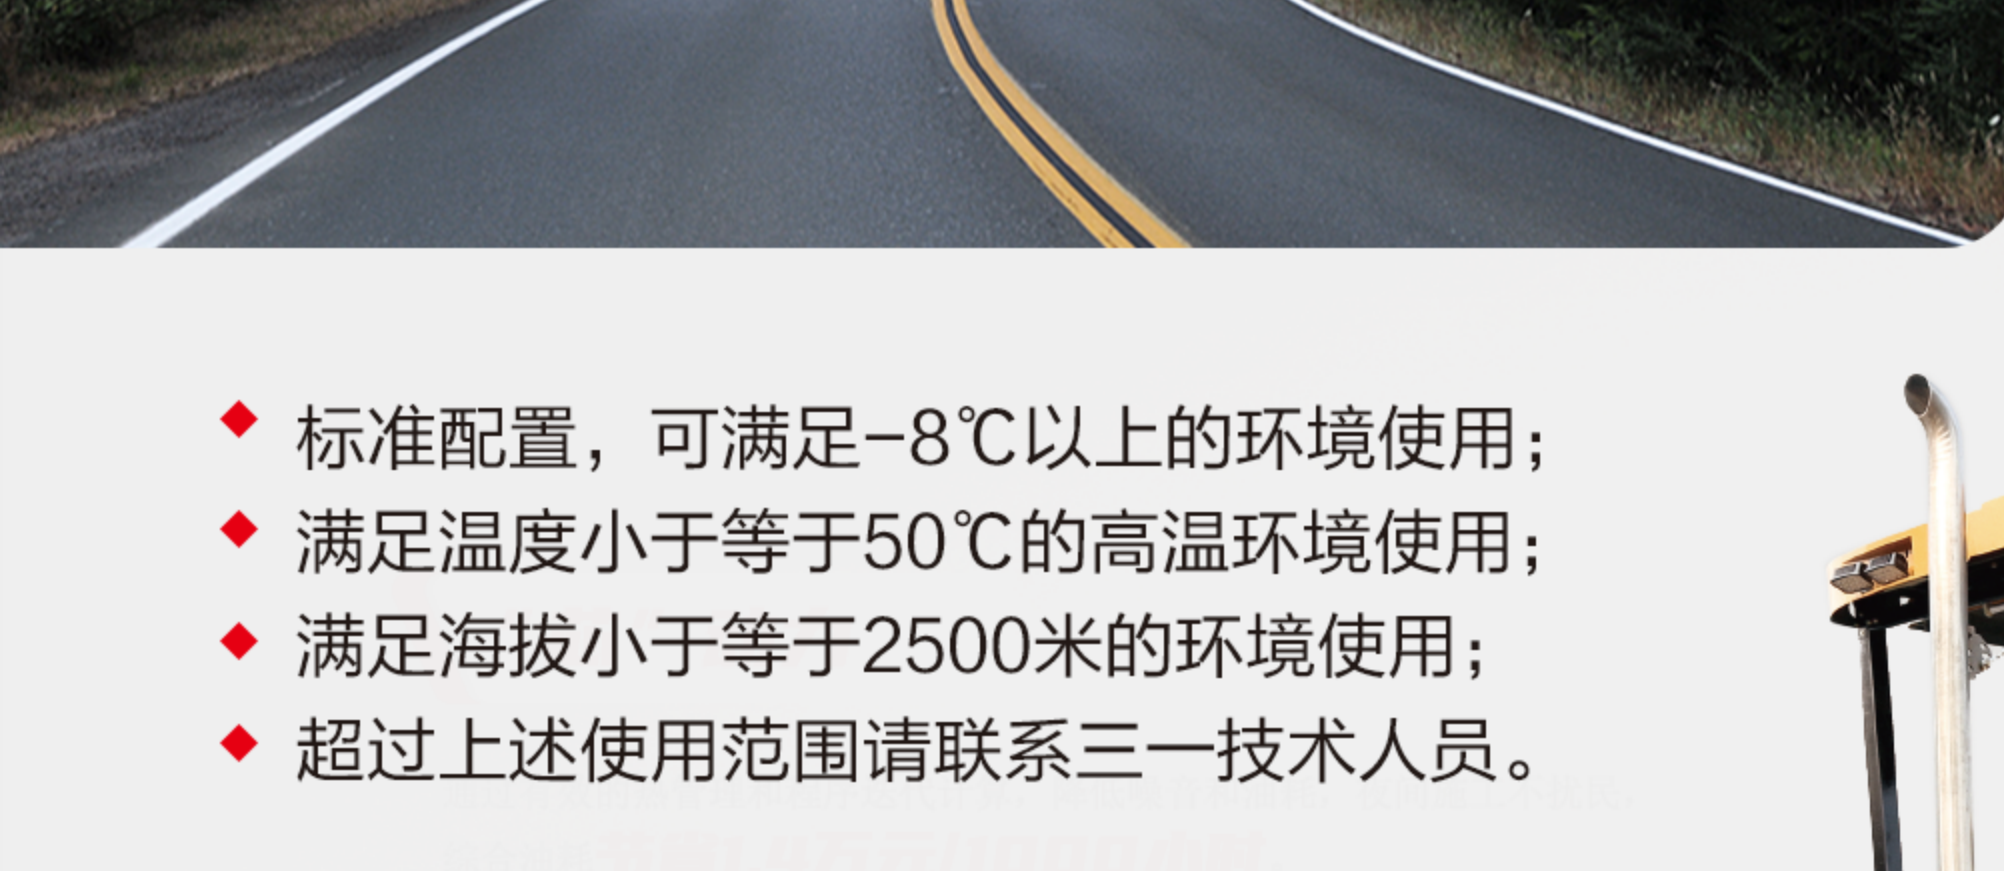 标准配置，可满足-8℃以上的环境使用；
满足温度小于等于50℃的高温环境使用；
满足海拔小于等于2500米的环境使用；
超过上述使用范围请联系三一技术人员。